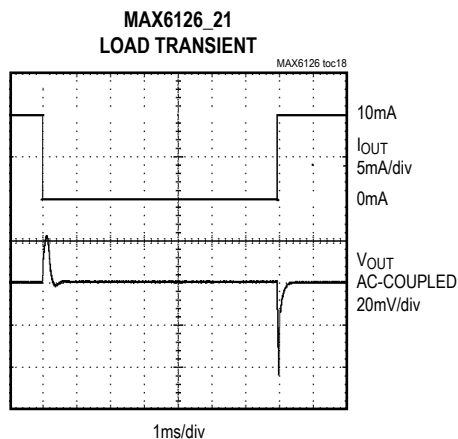 MAX6126_21
LOAD TRANSIENT
MAX6126 toc18
10mA
IOUT
5mA/div
0mA
VOUT
AC-COUPLED
20mV/div
1ms/div